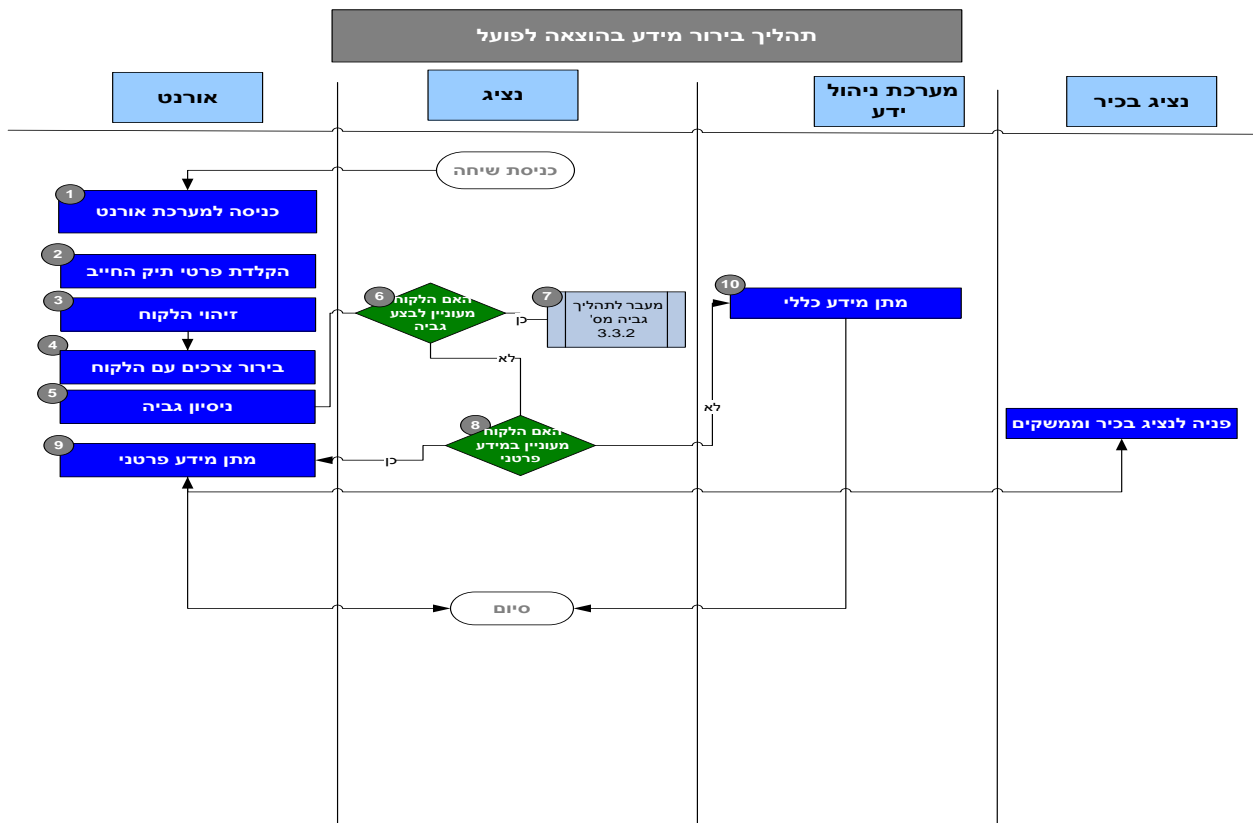 תהליך בירור מידע בהוצאה לפועל
נציג בכיר
מערכת ניהול
ידע
נציג
אורנט
כניסת שיחה
1
כניסה למערכת אורנט
2
הקלדת פרטי תיק החייב
3
זיהוי הלקוח
4
בירור צרכים עם הלקוח
5
ניסיון גביה
6
האם הלקוח
מעוניין לבצע
גביה
כן
7
מעבר לתהליך
גביה מס'
3.3.2
לא
8
האם הלקוח
מעוניין במידע
פרטני
כן
9
מתן מידע פרטני
לא
10
מתן מידע כללי
פניה לנציג בכיר וממשקים
סיום